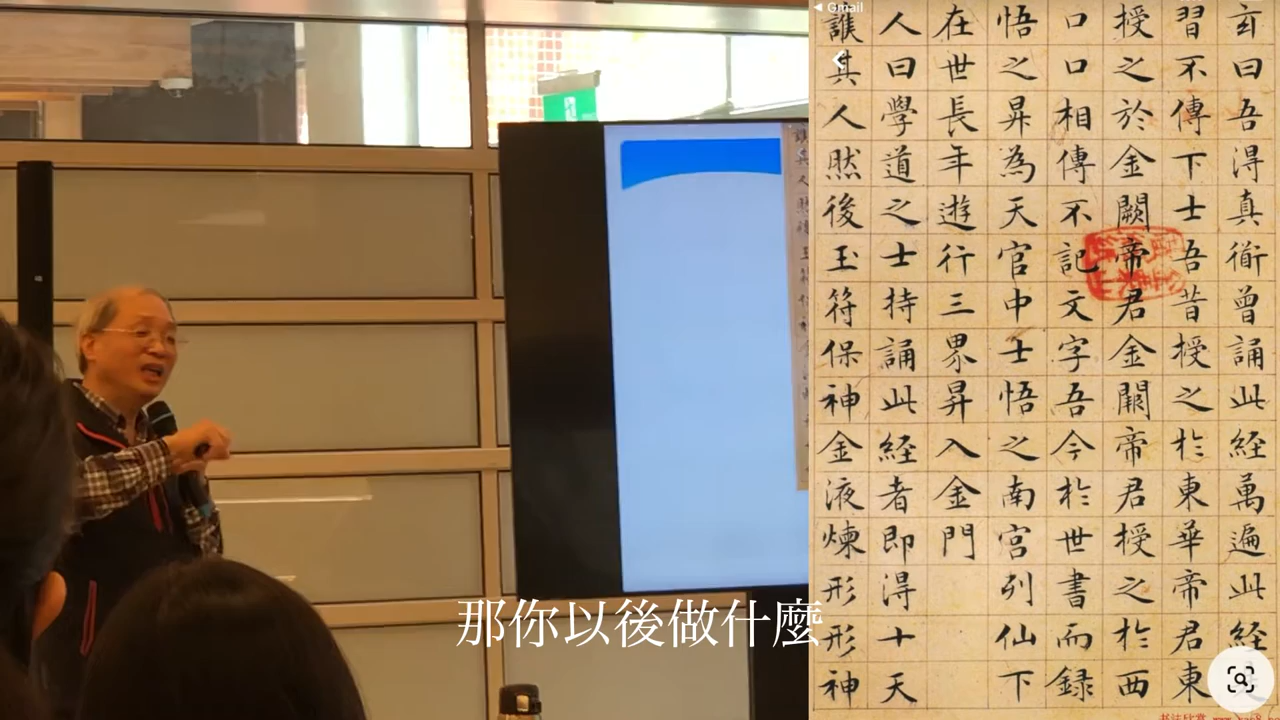 Gmail
玄曰吾得真術曾誦此經萬遍此經
習不傳下士吾昔授之於東華帝君東
授之於金闕帝君金闕帝君授之於西
口口相傳不記文字吾今於世書而録
悟之昇為天官中士悟之南宮列仙下
在世長年遊行三界昇入金門
人曰學道之士持誦此経者即得十天
誰其人然後玉符保神金液煉形形神
那你以後做什麼